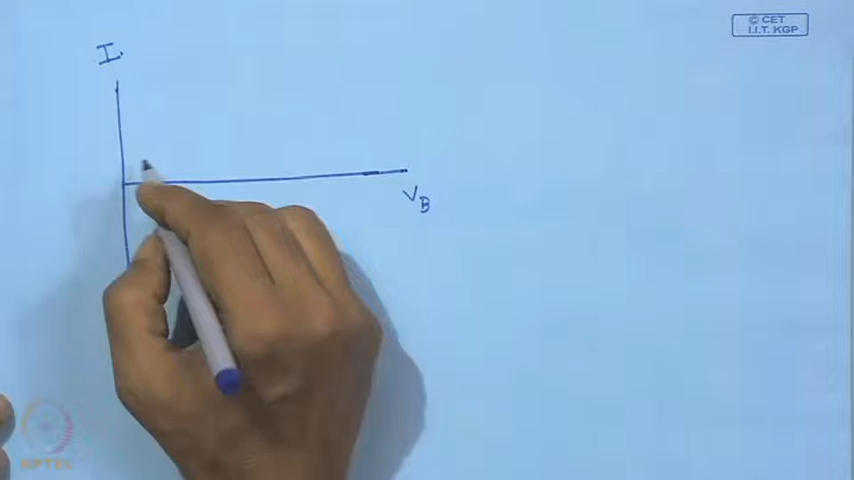 © CET
I.I.T. KGP
I
V_B
NPTEL